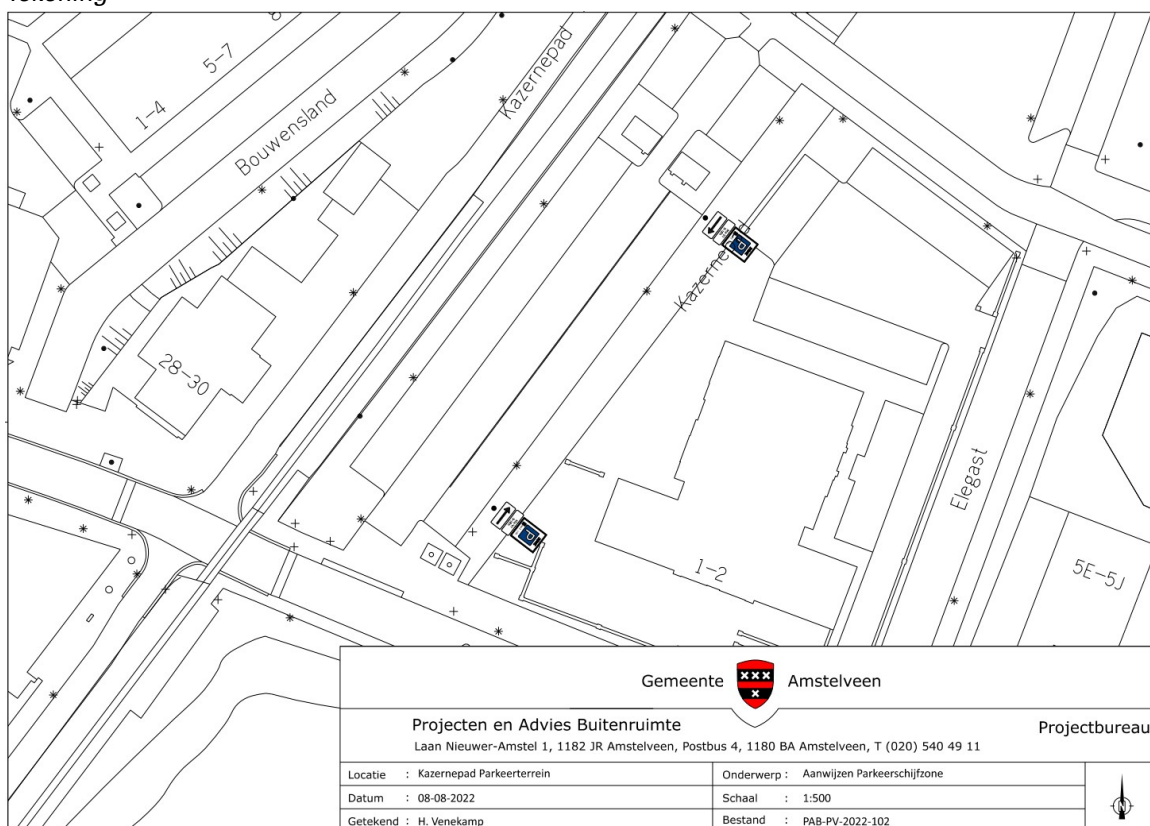 Tekening
5-7
1-4
Bouwensland
Kazernepad
28-30
Elegast
1-2
5E-5J
P
P
Gemeente Amstelveen
Projecten en Advies Buitenruimte
Projectbureau
Laan Nieuwer-Amstel 1, 1182 JR Amstelveen, Postbus 4, 1180 BA Amstelveen, T (020) 540 49 11
Locatie : Kazernepad Parkeerterrein
Onderwerp : Aanwijzen Parkeerschijfzone
Datum : 08-08-2022
Schaal : 1:500
Getekend : H. Venekamp
Bestand : PAB-PV-2022-102
N